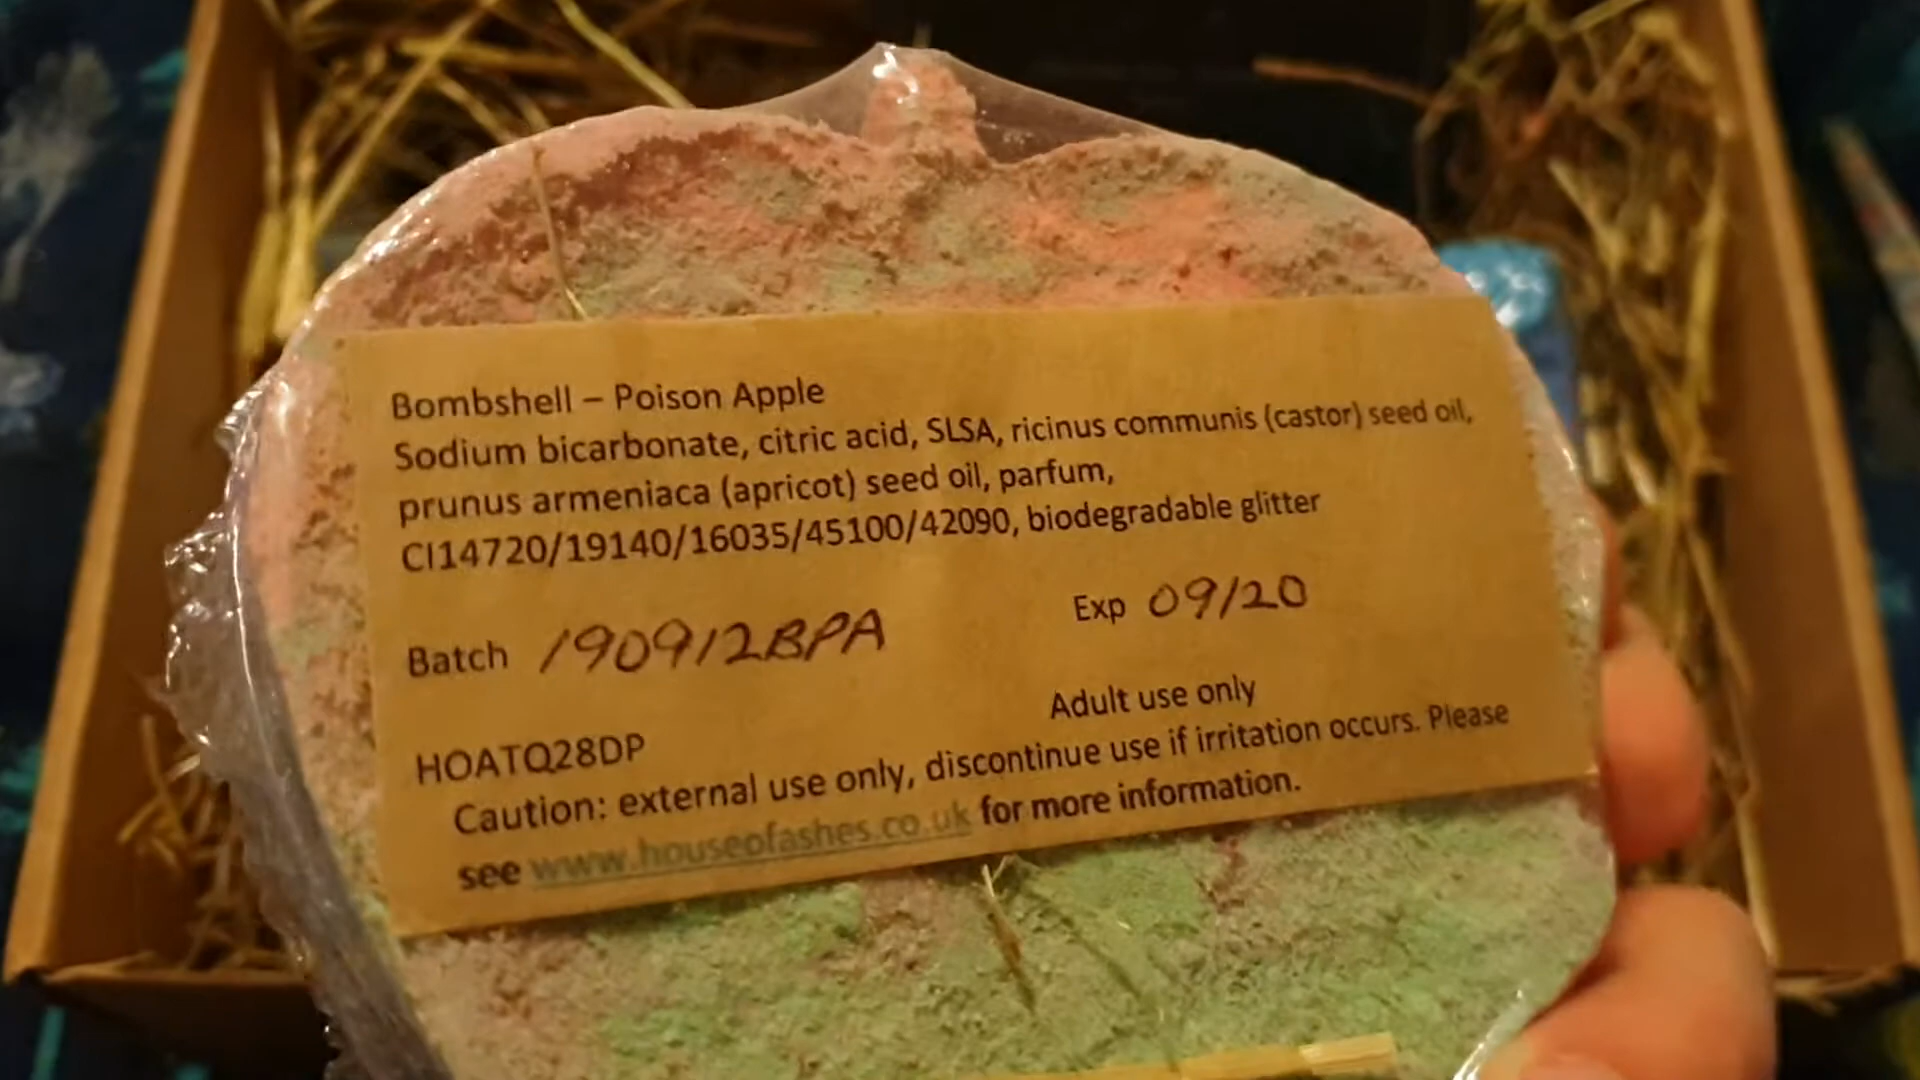 Bombshell – Poison Apple
Sodium bicarbonate, citric acid, SLSA, ricinus communis (castor) seed oil,
prunus armeniaca (apricot) seed oil, parfum,
CI14720/19140/16035/45100/42090, biodegradable glitter
Batch 190912BPA Exp 09/20
HOATQ28DP Adult use only
Caution: external use only, discontinue use if irritation occurs. Please
see www.houseofashes.co.uk for more information.